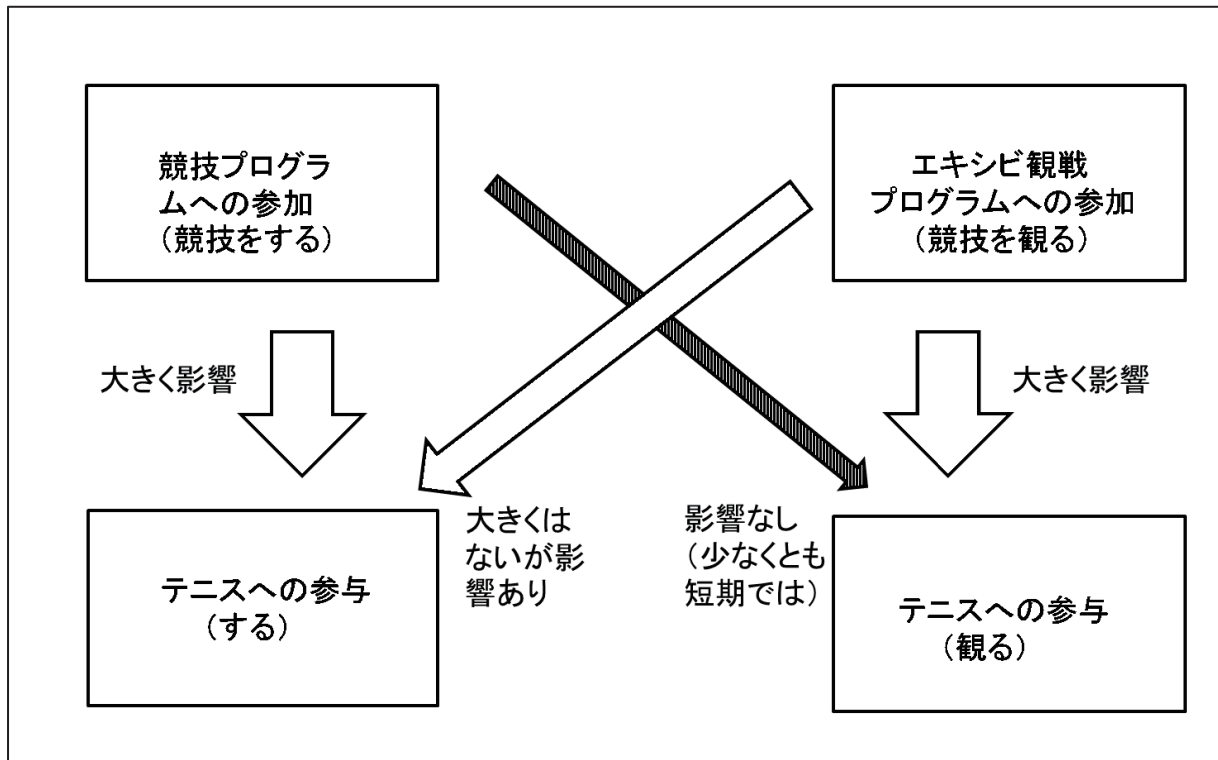 競技プログラ
ムへの参加
（競技をする）
エキシビ観戦
プログラムへの参加
（競技を観る）
大きく影響
大きく影響
大きくは
ないが影
響あり
影響なし
（少なくとも
短期では）
テニスへの参与
（する）
テニスへの参与
（観る）